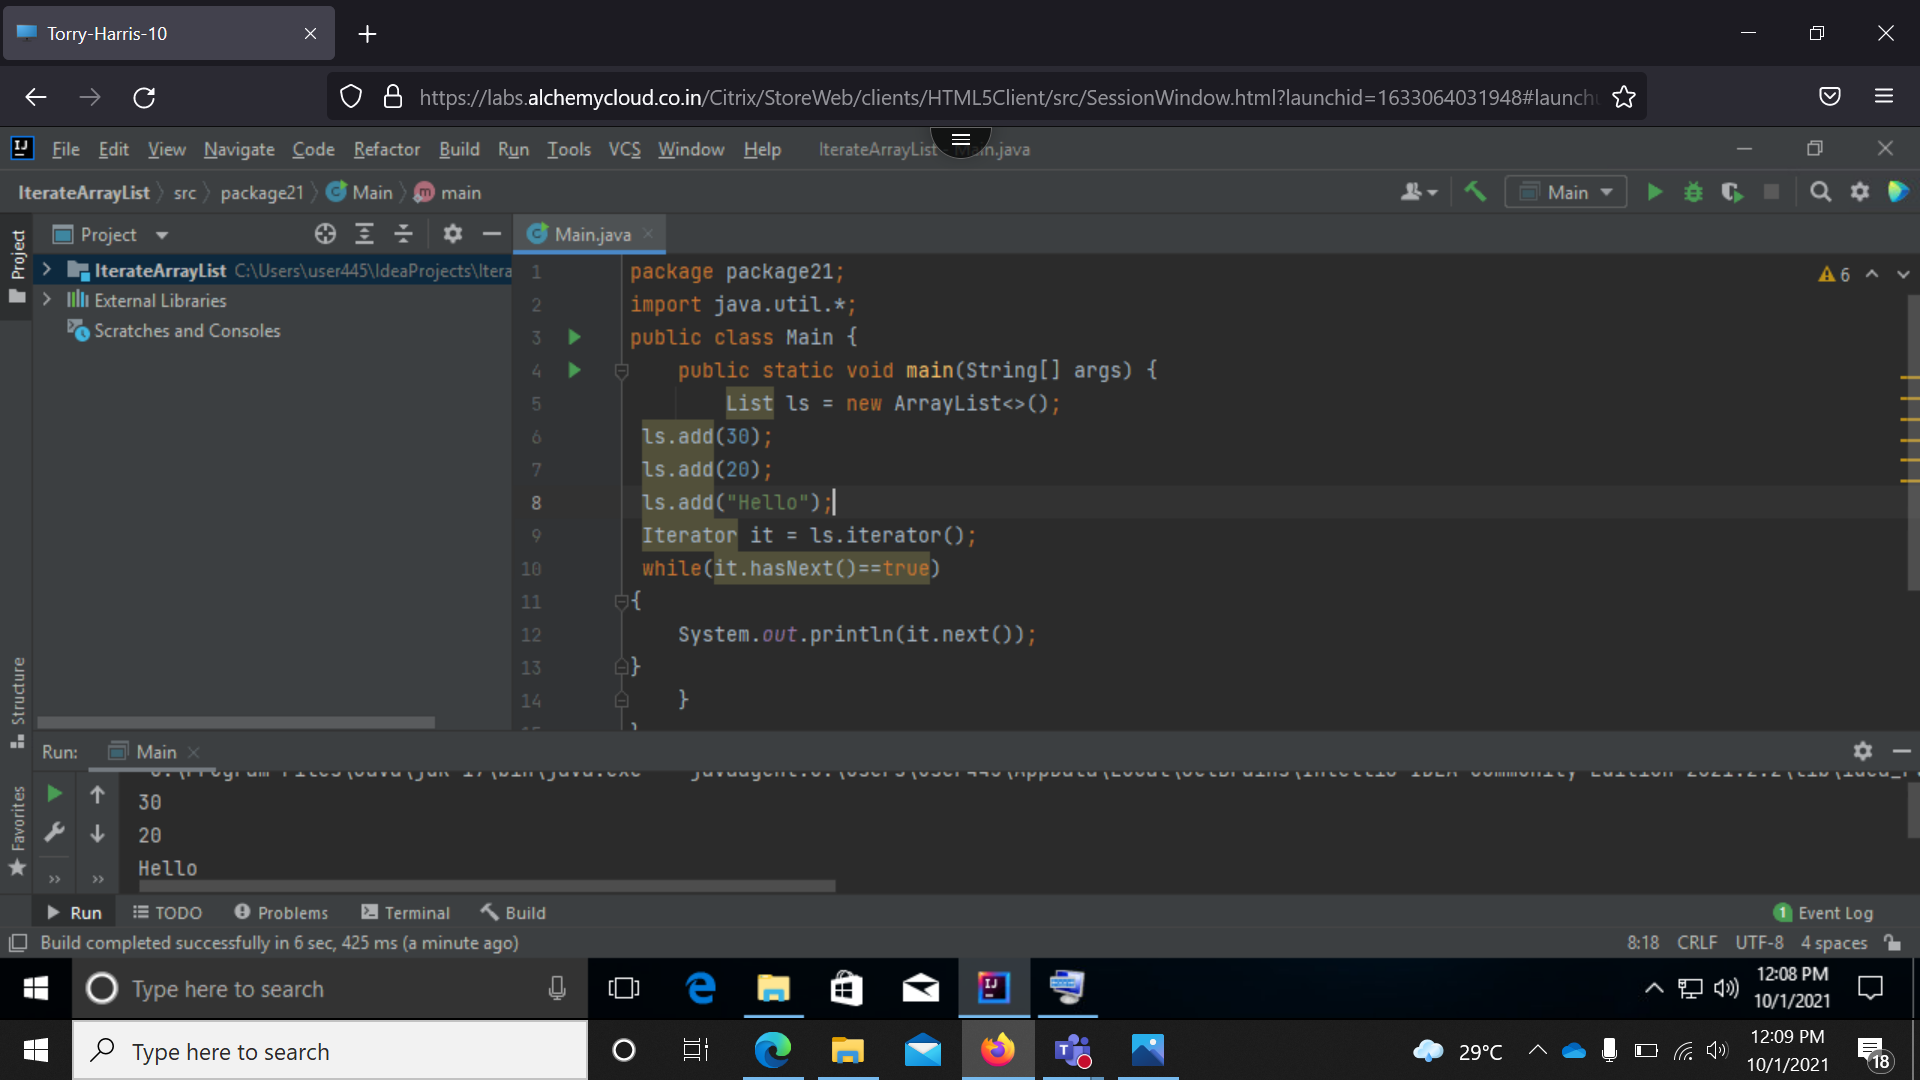 Torry-Harris-10
https://labs.alchemycloud.co.in/Citrix/StoreWeb/clients/HTML5Client/src/SessionWindow.html?launchid=1633064031948#launch
File Edit View Navigate Code Refactor Build Run Tools VCS Window Help IterateArrayList Main.java
IterateArrayList src package21 Main main
Main
Project
Project
Main.java
IterateArrayList C:\Users\user445\IdeaProjects\Itera
External Libraries
Scratches and Consoles
6
1 package package21;
2 import java.util.*;
3 public class Main {
4 public static void main(String[] args) {
5 List ls = new ArrayList<>();
6 ls.add(30);
7 ls.add(20);
8 ls.add("Hello");
9 Iterator it = ls.iterator();
10 while(it.hasNext()==true)
11 {
12 System.out.println(it.next());
13 }
14 }
Structure
Favorites
Run: Main
30
20
Hello
Run TODO Problems Terminal Build
1 Event Log
Build completed successfully in 6 sec, 425 ms (a minute ago)
8:18 CRLF UTF-8 4 spaces
Type here to search
12:08 PM
10/1/2021
Type here to search
29°C
12:09 PM
10/1/2021
18